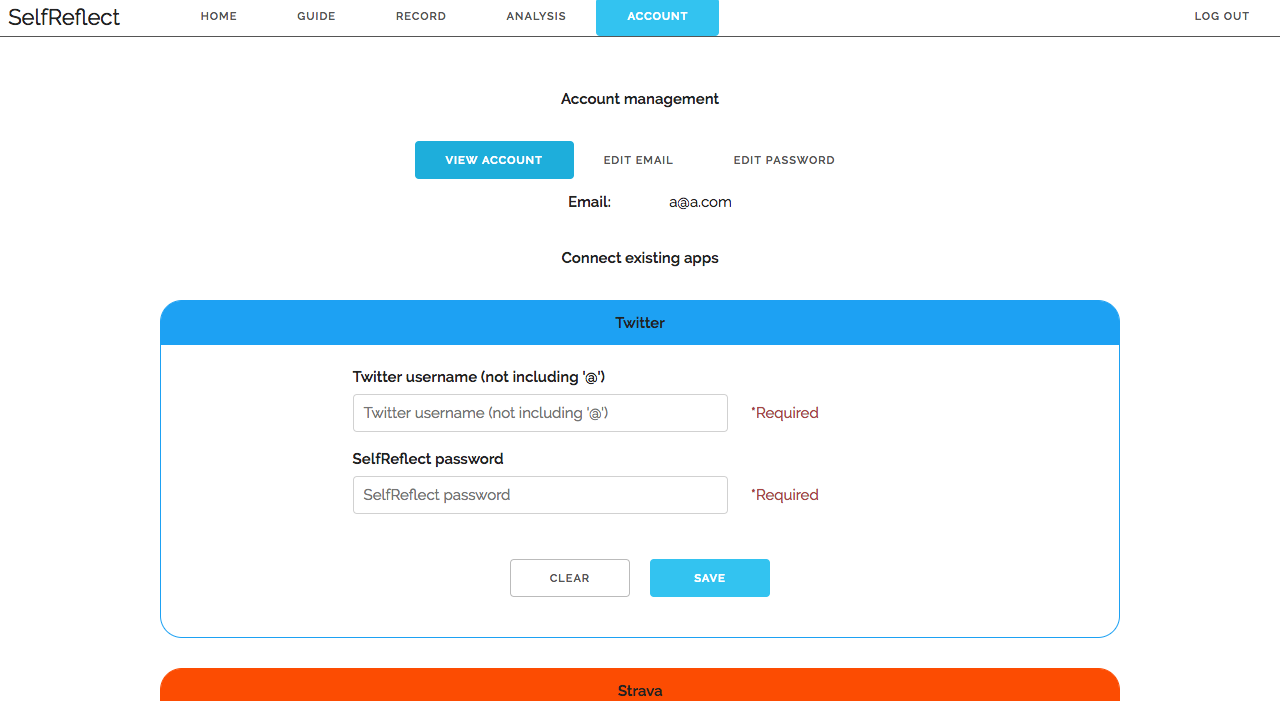 SelfReflect HOME GUIDE RECORD ANALYSIS ACCOUNT LOG OUT
Account management
VIEW ACCOUNT EDIT EMAIL EDIT PASSWORD
Email: a@a.com
Connect existing apps
Twitter
Twitter username (not including '@')
Twitter username (not including '@') *Required
SelfReflect password
SelfReflect password *Required
CLEAR SAVE
Strava